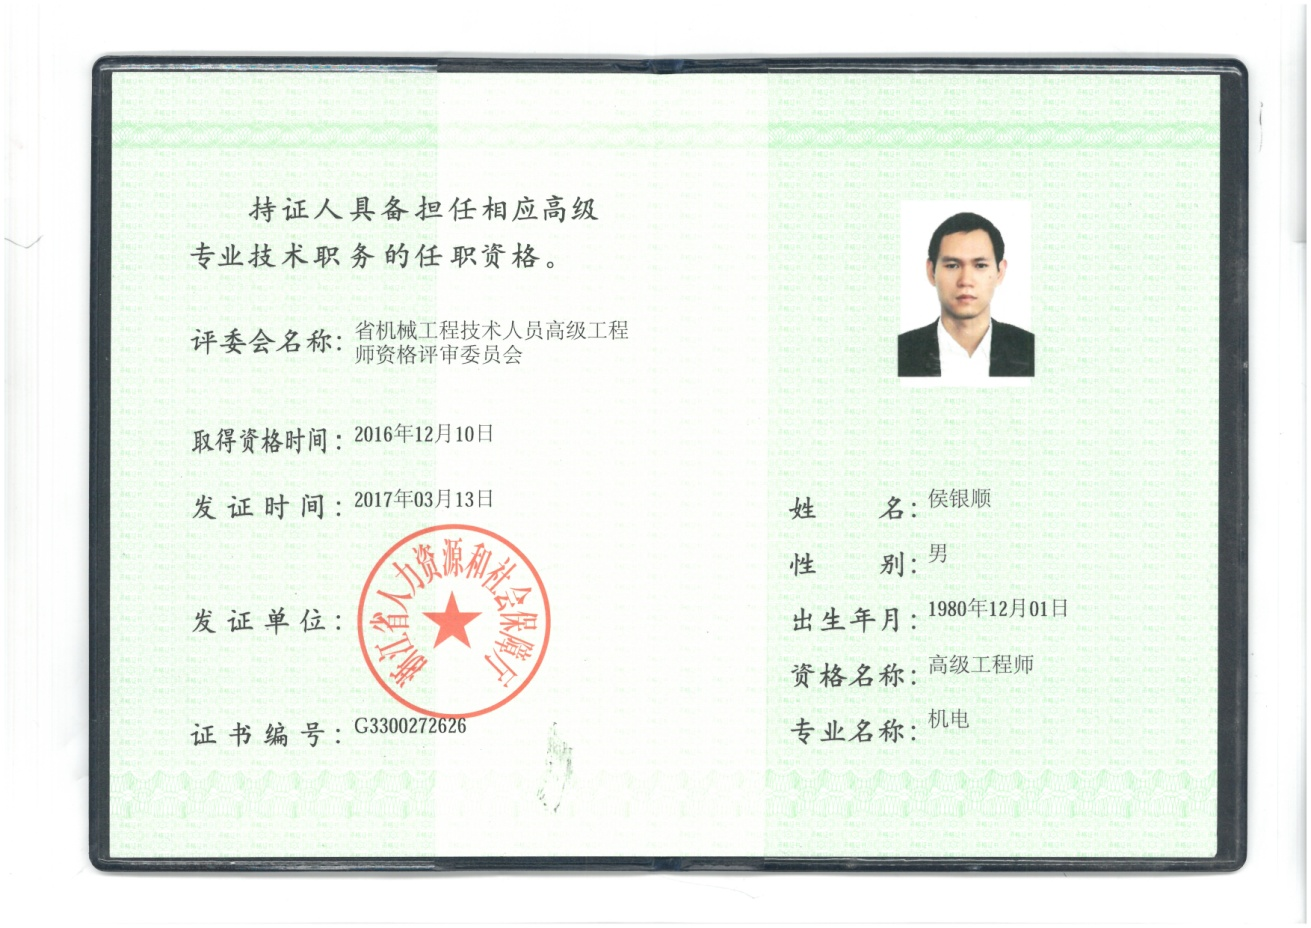 持证人具备担任相应高级
专业技术职务的任职资格。
评委会名称：省机械工程技术人员高级工程
师资格评审委员会
取得资格时间：2016年12月10日
发证时间：2017年03月13日
发证单位：
浙江省人力资源和社会保障厅
证书编号：G3300272626
姓名：侯银顺
性别：男
出生年月：1980年12月01日
资格名称：高级工程师
专业名称：机电